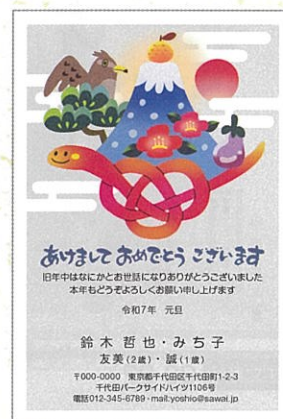 あけまして おめでとう ございます
旧年中はなにかとお世話になりありがとうございました
本年もどうぞよろしくお願い申し上げます
令和7年 元旦
鈴木 哲也・みち子
友美(2歳)・誠(1歳)
〒000-0000 東京都千代田区千代田町1-2-3
千代田パークサイドハイツ1106号
電話012-345-6789・mail:yoshio@sawai.jp